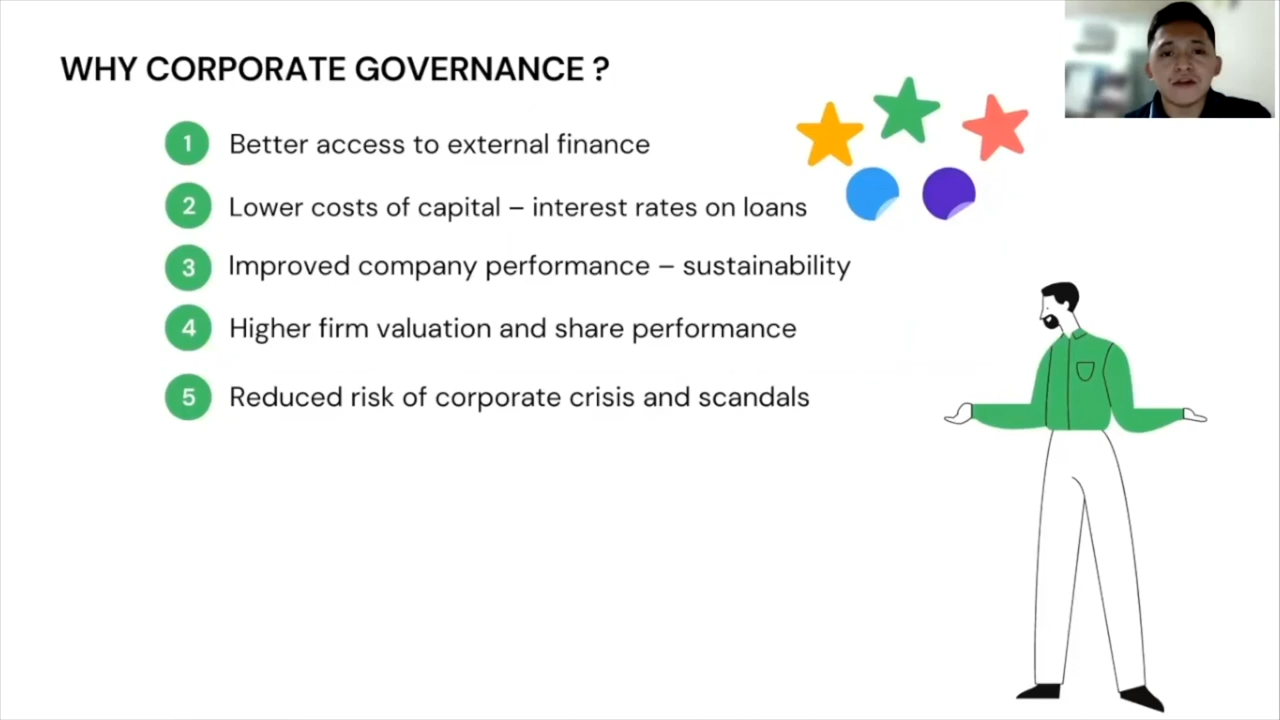 WHY CORPORATE GOVERNANCE ?
1 Better access to external finance
2 Lower costs of capital – interest rates on loans
3 Improved company performance – sustainability
4 Higher firm valuation and share performance
5 Reduced risk of corporate crisis and scandals